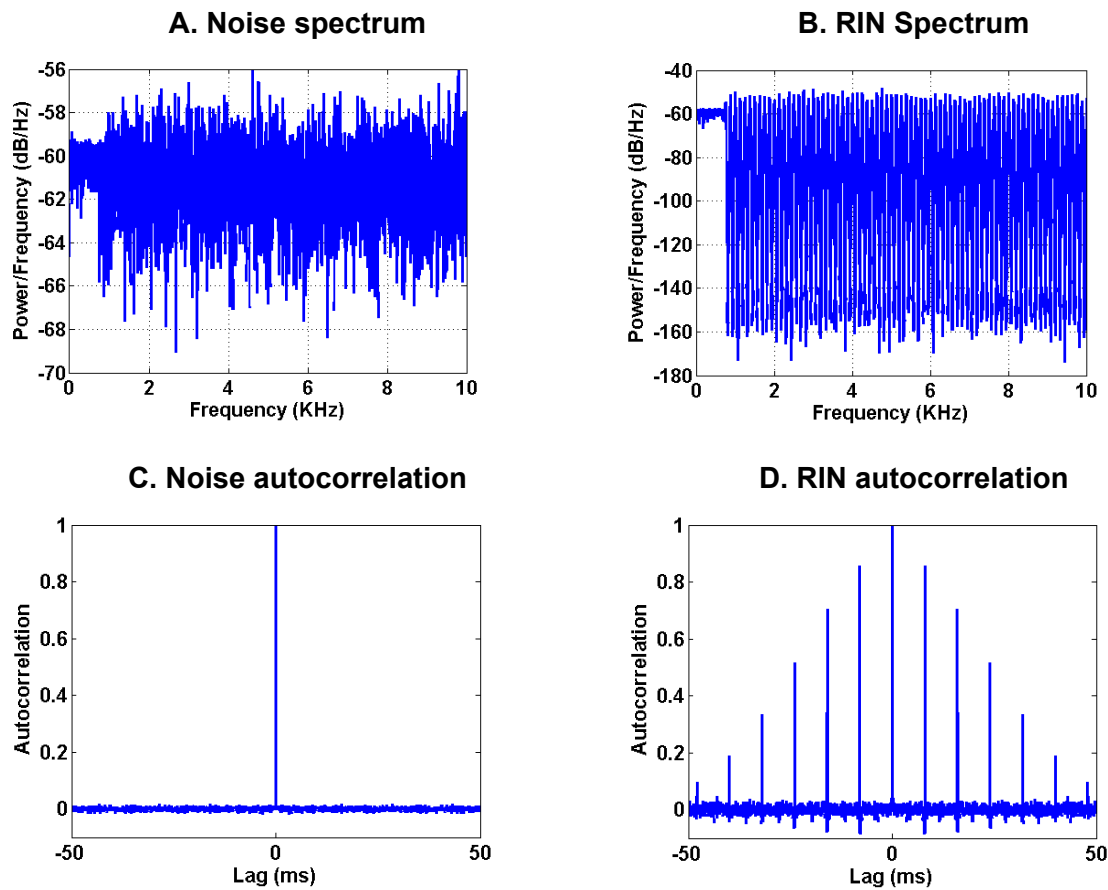 A. Noise spectrum
-56
-58
-60
-62
-64
-66
-68
-70
Power/Frequency (dB/Hz)
0 2 4 6 8 10
Frequency (KHz)
B. RIN Spectrum
-40
-60
-80
-100
-120
-140
-160
-180
Power/Frequency (dB/Hz)
0 2 4 6 8 10
Frequency (KHz)
C. Noise autocorrelation
1
0.8
0.6
0.4
0.2
0
Autocorrelation
-50 0 50
Lag (ms)
D. RIN autocorrelation
1
0.8
0.6
0.4
0.2
0
Autocorrelation
-50 0 50
Lag (ms)